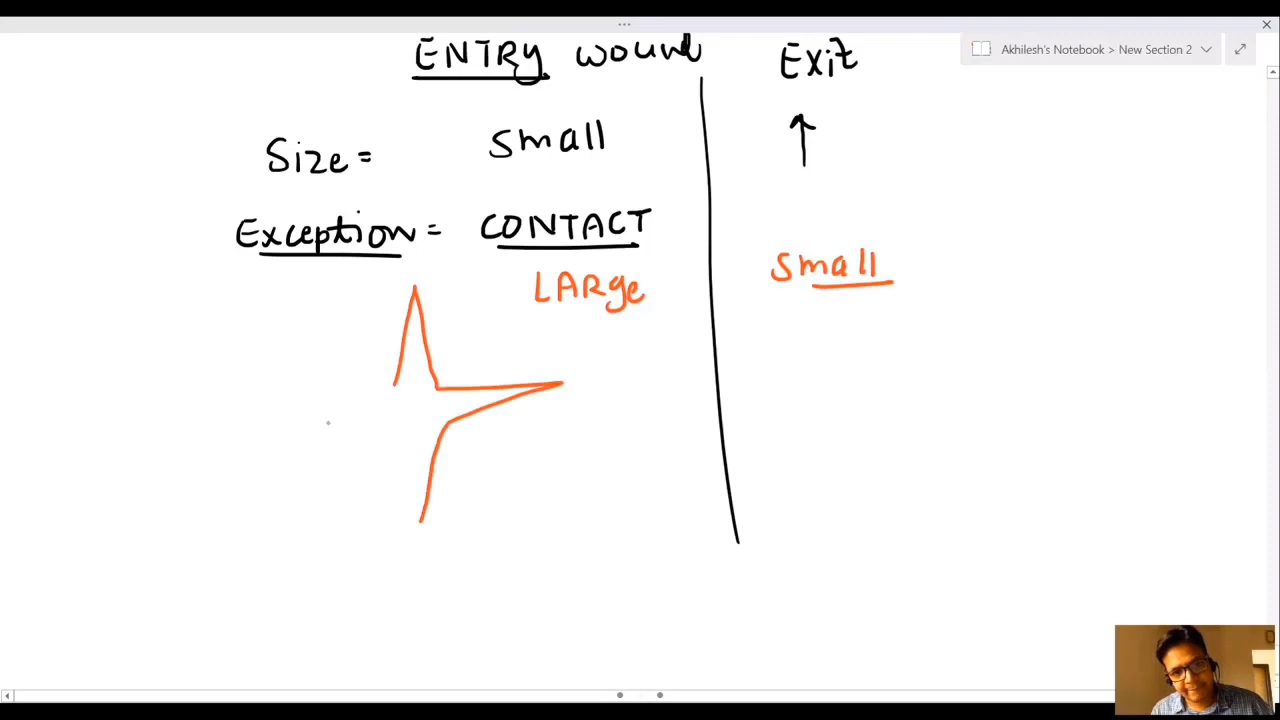 ENTRY wound Exit
Akhilesh's Notebook > New Section 2
Size = small ↑
Exception = CONTACT
LARge small